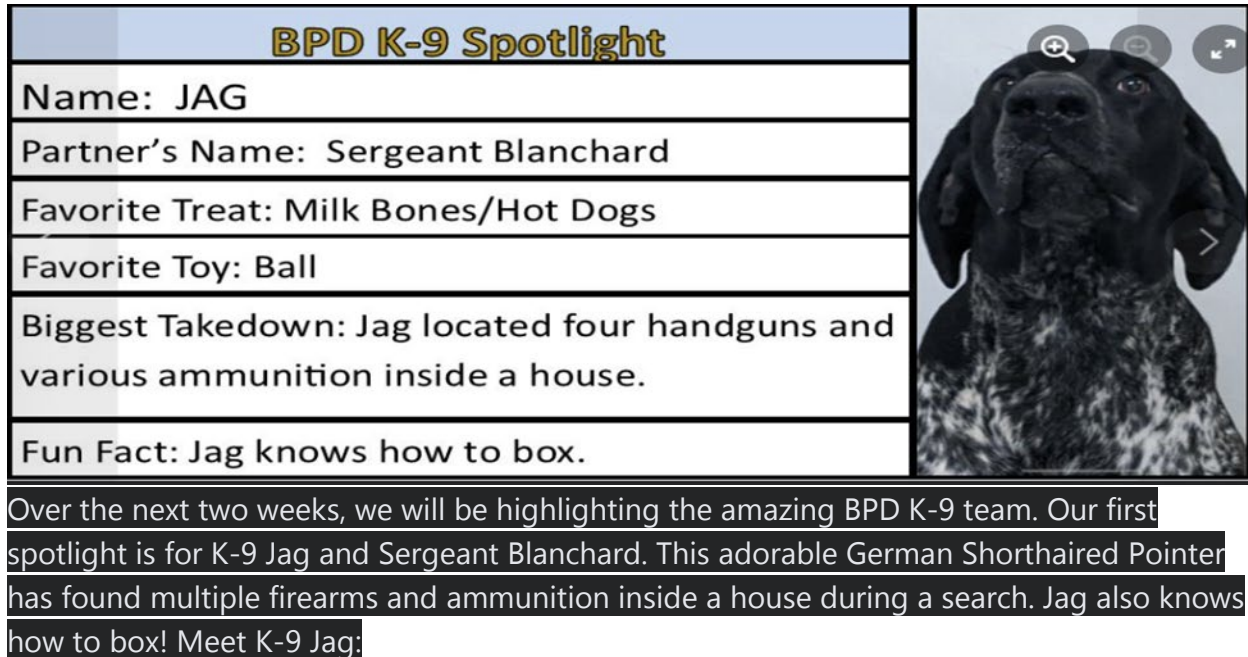 BPD K-9 Spotlight
Name: JAG
Partner's Name: Sergeant Blanchard
Favorite Treat: Milk Bones/Hot Dogs
Favorite Toy: Ball
Biggest Takedown: Jag located four handguns and
various ammunition inside a house.
Fun Fact: Jag knows how to box.
Over the next two weeks, we will be highlighting the amazing BPD K-9 team. Our first
spotlight is for K-9 Jag and Sergeant Blanchard. This adorable German Shorthaired Pointer
has found multiple firearms and ammunition inside a house during a search. Jag also knows
how to box! Meet K-9 Jag: